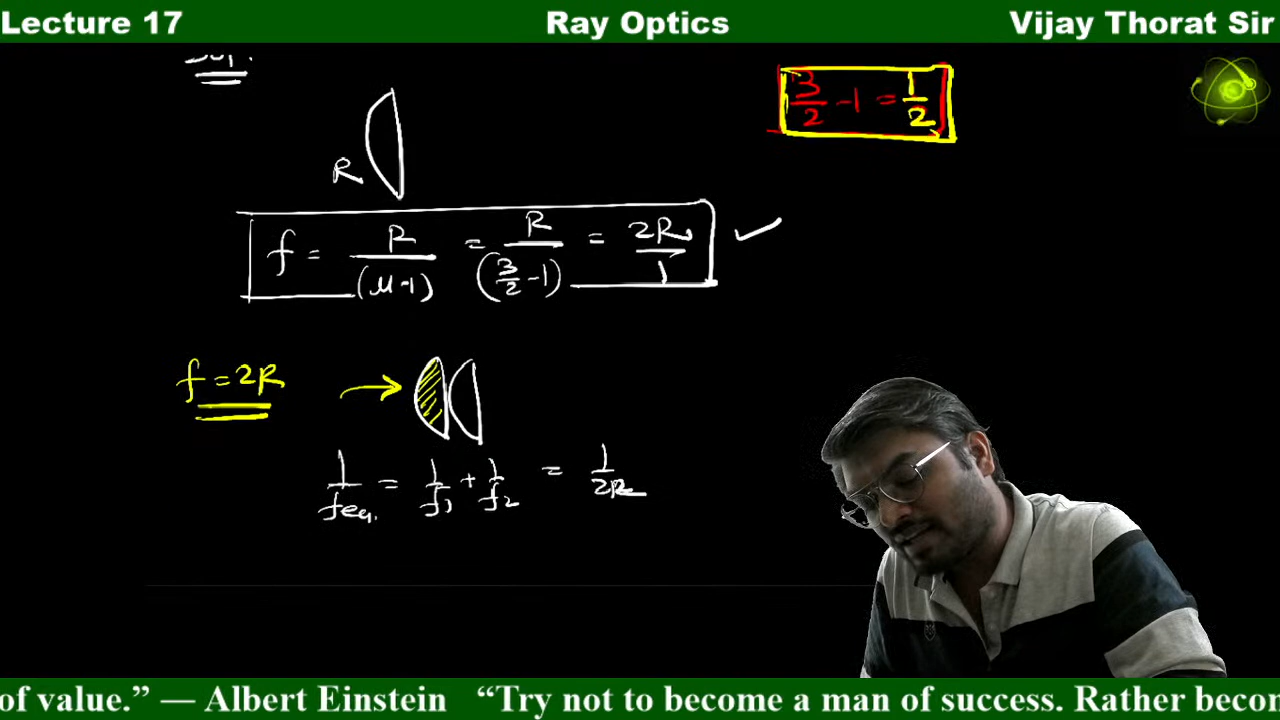 Lecture 17
Ray Optics
Vijay Thorat Sir
3/2 - 1 = 1/2
R
f = R/(μ-1) = R/(3/2 - 1) = 2R/1 ✓
f = 2R →
1/feq. = 1/f1 + 1/f2 = 1/2R
of value.” — Albert Einstein “Try not to become a man of success. Rather becor